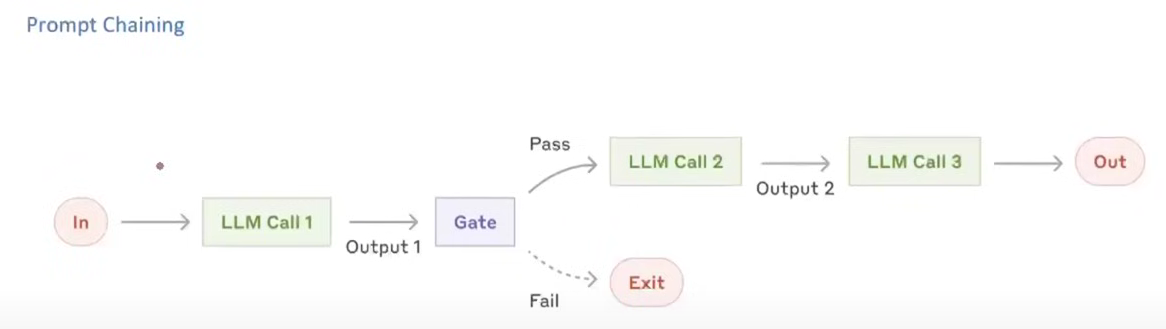 Prompt Chaining
In
LLM Call 1
Output 1
Gate
Pass
LLM Call 2
Output 2
LLM Call 3
Out
Fail
Exit